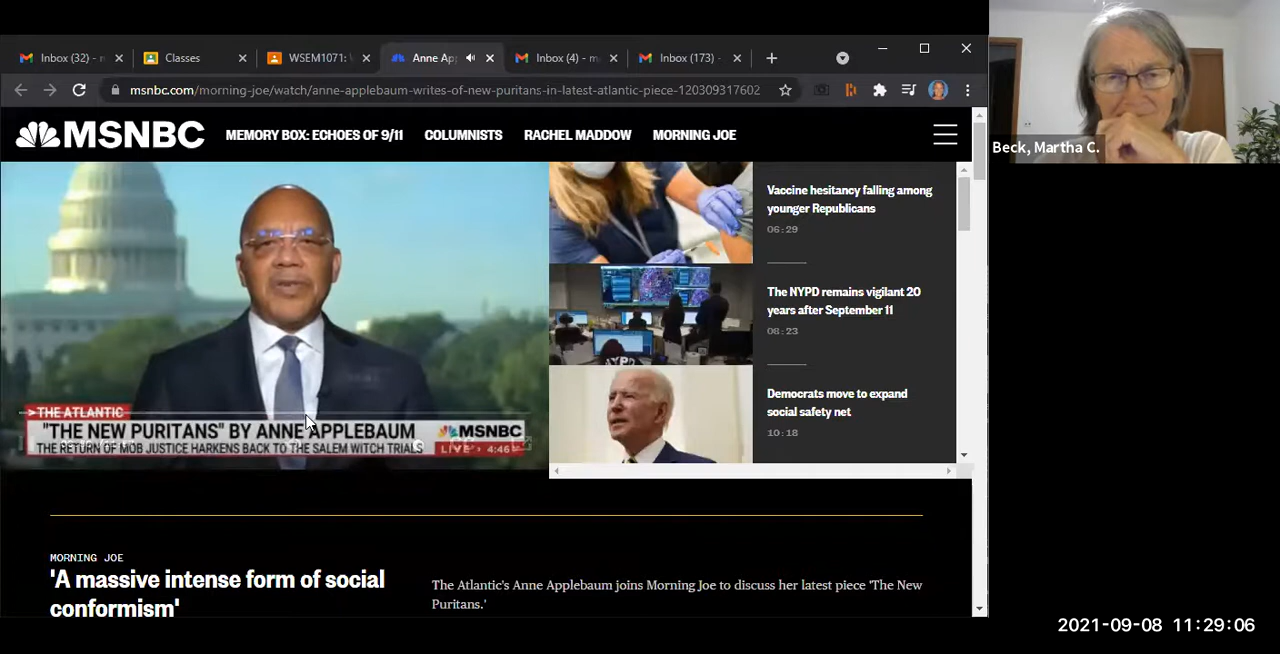 Inbox (32) - n
Classes
WSEM1071:
Anne Ap
Inbox (4) - m
Inbox (173) -
msnbc.com/morning-joe/watch/anne-applebaum-writes-of-new-puritans-in-latest-atlantic-piece-120309317602
MSNBC
MEMORY BOX: ECHOES OF 9/11
COLUMNISTS
RACHEL MADDOW
MORNING JOE
Beck, Martha C.
THE ATLANTIC
"THE NEW PURITANS" BY ANNE APPLEBAUM
THE RETURN OF MOB JUSTICE HARKENS BACK TO THE SALEM WITCH TRIALS
MSNBC
LIVE 4:46
NYPD
Vaccine hesitancy falling among
younger Republicans
06:29
The NYPD remains vigilant 20
years after September 11
08:23
Democrats move to expand
social safety net
10:18
MORNING JOE
'A massive intense form of social
conformism'
The Atlantic's Anne Applebaum joins Morning Joe to discuss her latest piece 'The New
Puritans.'
2021-09-08 11:29:06